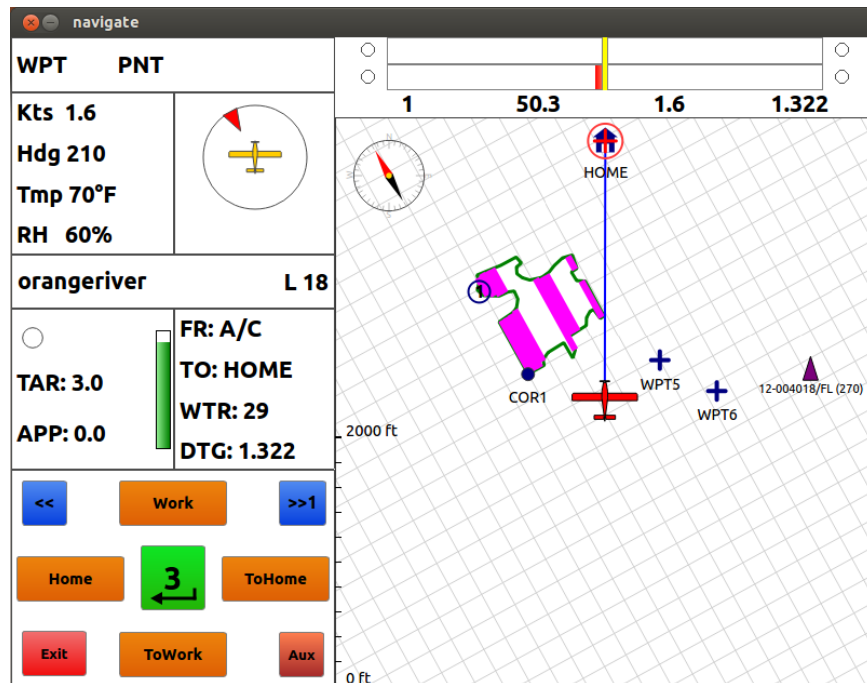 navigate
WPT PNT
1 50.3 1.6 1.322
Kts 1.6
Hdg 210
Tmp 70°F
RH 60%
orangeriver L 18
TAR: 3.0
APP: 0.0
FR: A/C
TO: HOME
WTR: 29
DTG: 1.322
<< Work >>1
Home 3 ToHome
Exit ToWork Aux
N
HOME
1
COR1
WPT5
WPT6
12-004018/FL (270)
2000 ft
0 ft